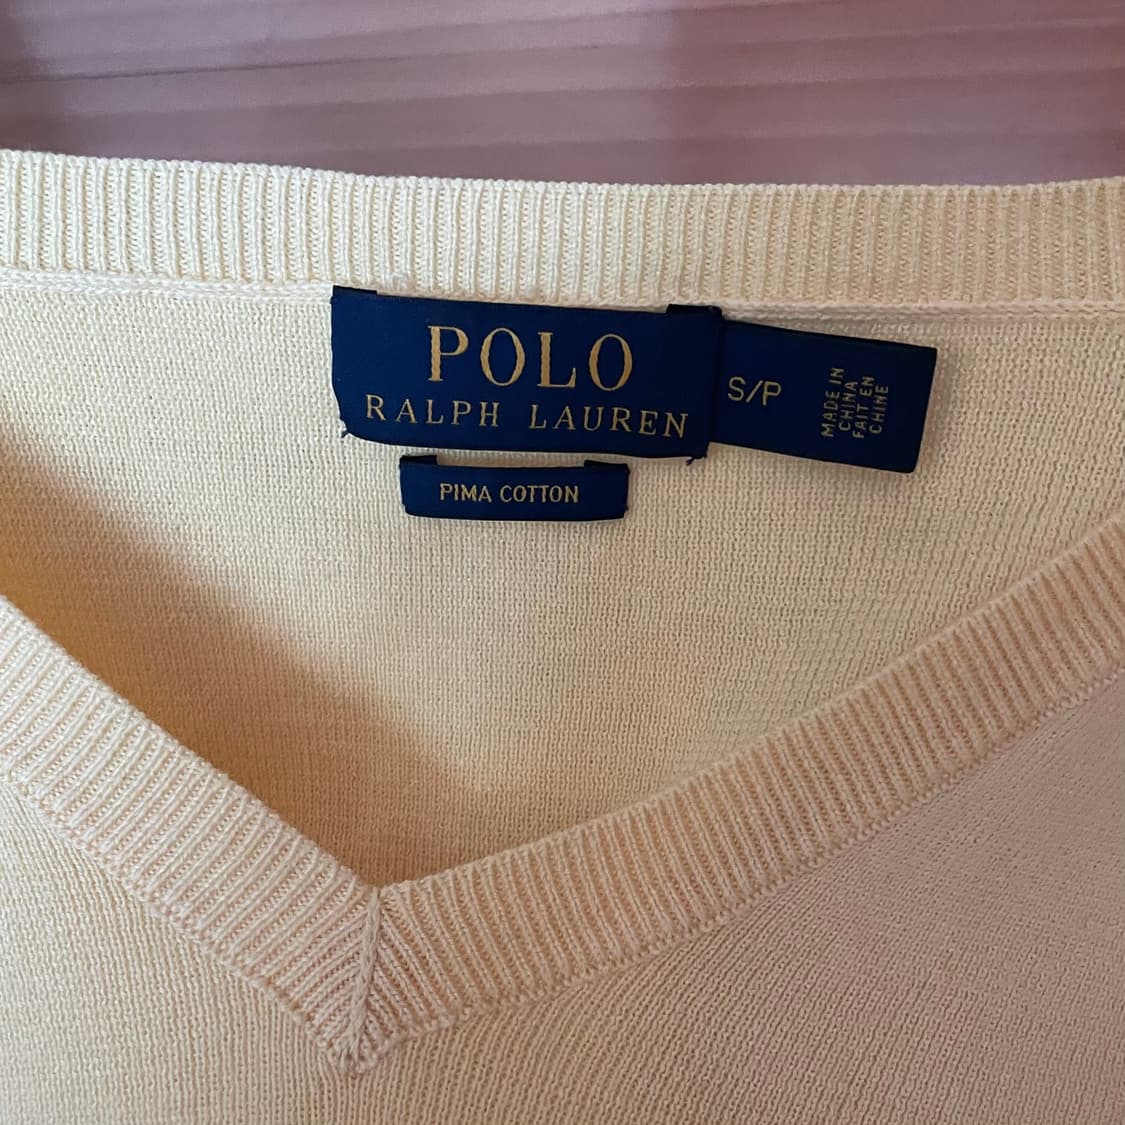 POLO
RALPH LAUREN
S/P
MADE IN
CHINA
FAIT EN
CHINE
PIMA COTTON